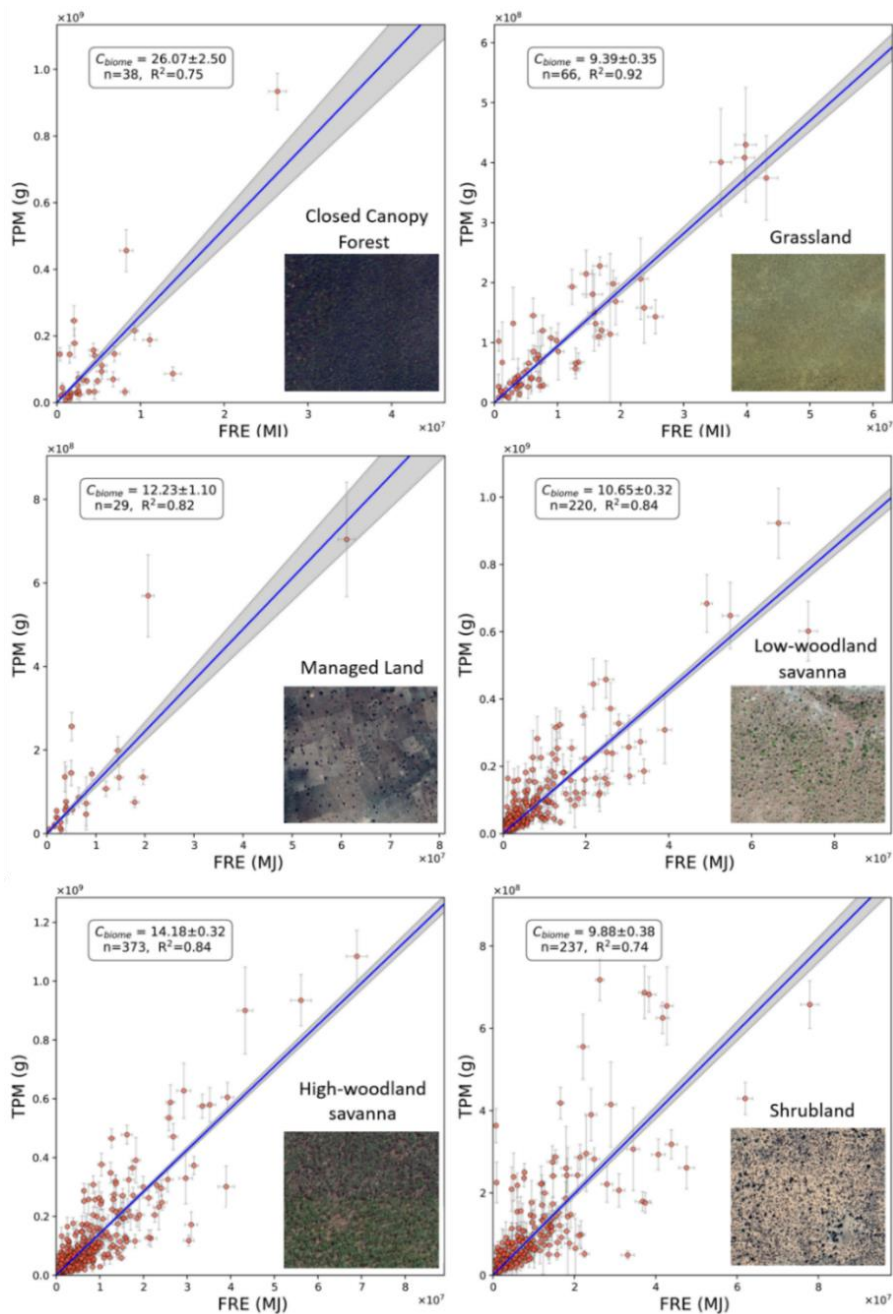 ×10⁹
C_biome = 26.07±2.50
n=38, R²=0.75
1.0
0.8
0.6
0.4
0.2
0.0
TPM (g)
Closed Canopy
Forest
0
1
3
4
×10⁷
FRE (MJ)
×10⁸
C_biome = 9.39±0.35
n=66, R²=0.92
6
5
4
3
2
1
0
TPM (g)
Grassland
0
1
2
3
4
5
6
×10⁷
FRE (MJ)
×10⁸
C_biome = 12.23±1.10
n=29, R²=0.82
8
6
4
2
0
TPM (g)
Managed Land
0
1
2
3
4
5
6
7
8
×10⁷
FRE (MJ)
×10⁹
C_biome = 10.65±0.32
n=220, R²=0.84
1.0
0.8
0.6
0.4
0.2
0.0
TPM (g)
Low-woodland
savanna
0
2
4
6
8
×10⁷
FRE (MJ)
×10⁹
C_biome = 14.18±0.32
n=373, R²=0.84
1.2
1.0
0.8
0.6
0.4
0.2
0.0
TPM (g)
High-woodland
savanna
0
1
2
3
4
5
6
7
8
×10⁷
FRE (MJ)
×10⁸
C_biome = 9.88±0.38
n=237, R²=0.74
8
6
4
2
0
TPM (g)
Shrubland
0
2
4
6
8
×10⁷
FRE (MJ)